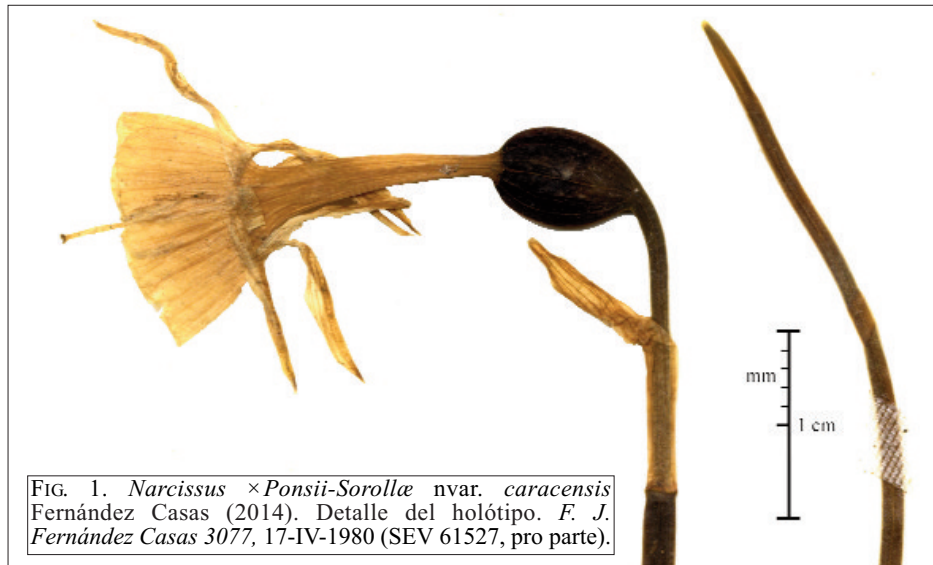 mm
1 cm
FIG. 1. Narcissus ×Ponsii-Sorollæ nvar. caracensis
Fernández Casas (2014). Detalle del holótipo. F. J.
Fernández Casas 3077, 17-IV-1980 (SEV 61527, pro parte).